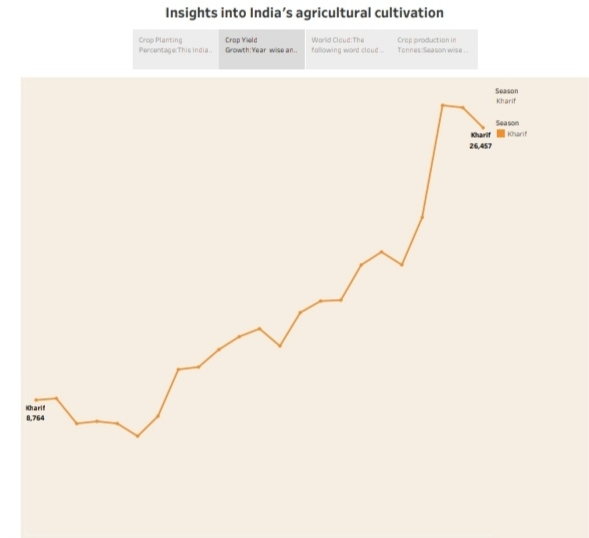 Insights into India's agricultural cultivation
Crop Planting
Percentage:This India..
Crop Yield
Growth:Year wise an..
World Cloud:The
following word cloud ..
Crop production in
Tonnes:Season wise ..
Season
Kharif
Season
Kharif
Kharif
26,457
Kharif
8,764